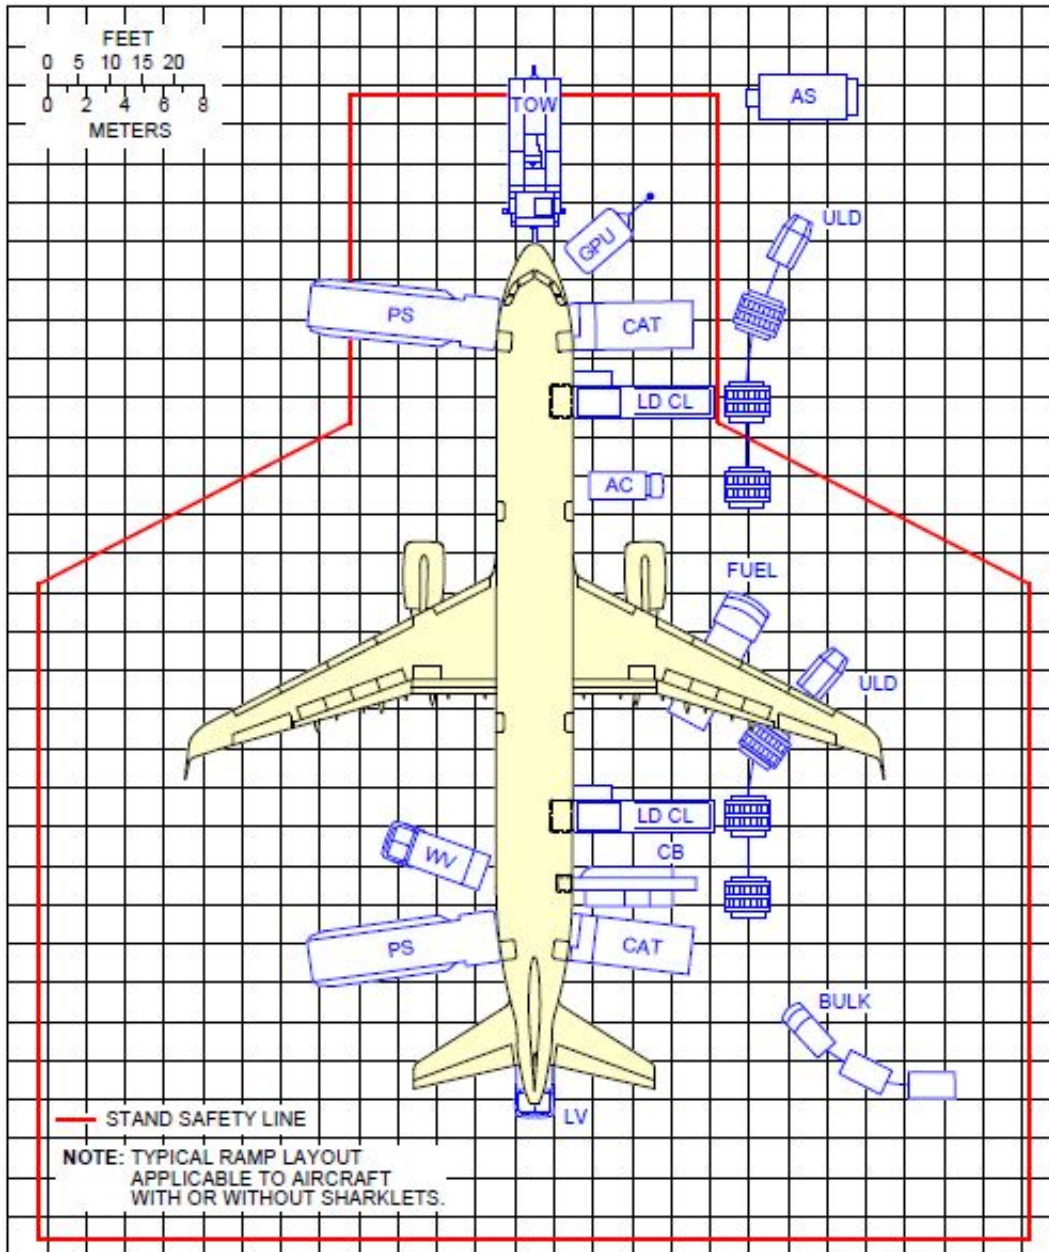 FEET
0 5 10 15 20
0 2 4 6 8
METERS
TOW
AS
ULD
GPU
PS
CAT
LD CL
AC
FUEL
ULD
LD CL
CB
WV
PS
CAT
BULK
LV
STAND SAFETY LINE
NOTE: TYPICAL RAMP LAYOUT
APPLICABLE TO AIRCRAFT
WITH OR WITHOUT SHARKLETS.